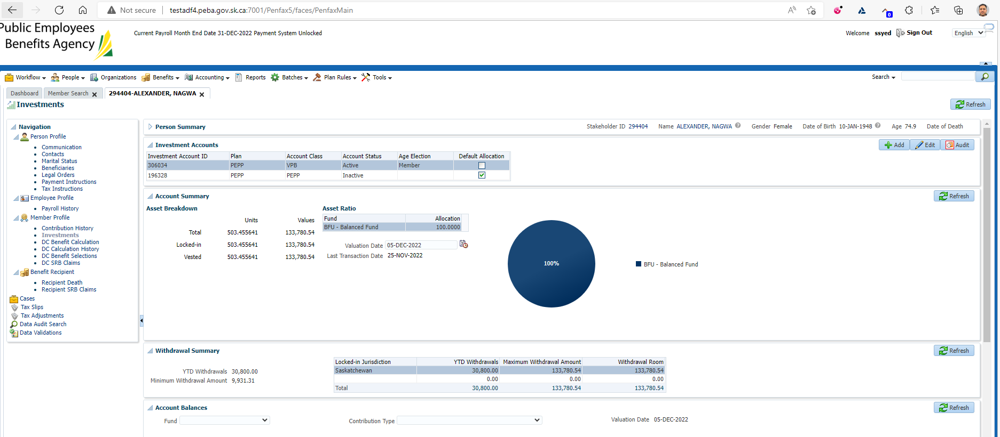 Not secure testadf4.peba.gov.sk.ca:7001/Penfax5/faces/PenfaxMain
0
Public Employees
Benefits Agency
Current Payroll Month End Date 31-DEC-2022 Payment System Unlocked
Welcome ssyed Sign Out English
Workflow People Organizations Benefits Accounting Reports Batches Plan Rules Tools Search
Dashboard Member Search 294404-ALEXANDER, NAGWA
Investments Refresh
Navigation
Person Profile
Communication
Contacts
Marital Status
Beneficiaries
Legal Orders
Payment Instructions
Tax Instructions
Employee Profile
Payroll History
Member Profile
Contribution History
Investments
DC Benefit Calculation
DC Calculation History
DC Benefit Selections
DC SRB Claims
Benefit Recipient
Recipient Death
Recipient SRB Claims
Cases
Tax Slips
Tax Adjustments
Data Audit Search
Data Validations
Person Summary Stakeholder ID 294404 Name ALEXANDER, NAGWA Gender Female Date of Birth 10-JAN-1948 Age 74.9 Date of Death
Investment Accounts Add Edit Audit
Investment Account ID Plan Account Class Account Status Age Election Default Allocation
306034 PEPP VPB Active Member
196328 PEPP PEPP Inactive
Account Summary Refresh
Asset Breakdown
Units Values
Total 503.455641 133,780.54
Locked-in 503.455641 133,780.54
Vested 503.455641 133,780.54
Asset Ratio
Fund Allocation
BFU - Balanced Fund 100.0000
Valuation Date 05-DEC-2022
Last Transaction Date 25-NOV-2022
100%
BFU - Balanced Fund
Withdrawal Summary Refresh
YTD Withdrawals 30,800.00
Minimum Withdrawal Amount 9,931.31
Locked-in Jurisdiction YTD Withdrawals Maximum Withdrawal Amount Withdrawal Room
Saskatchewan 30,800.00 133,780.54 133,780.54
0.00 0.00 0.00
Total 30,800.00 133,780.54 133,780.54
Account Balances Refresh
Fund Contribution Type Valuation Date 05-DEC-2022